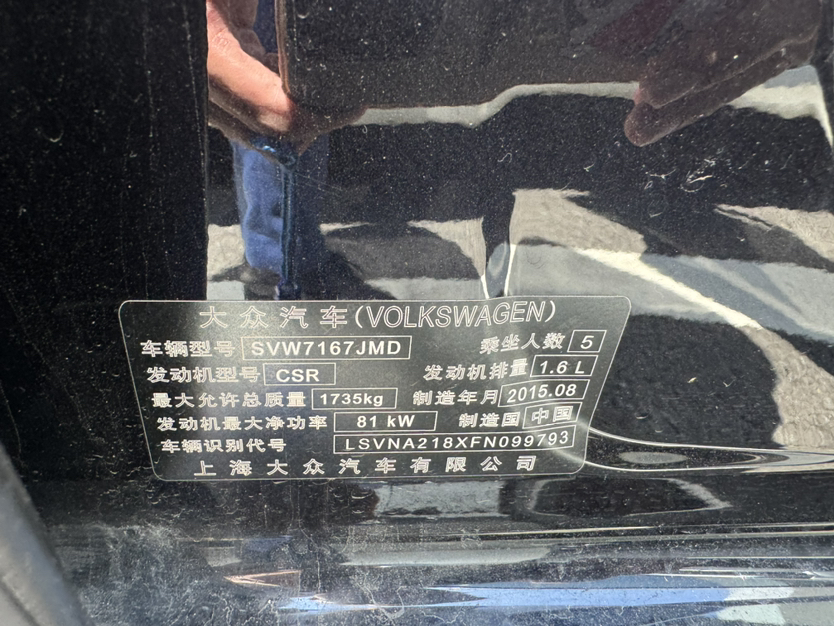 大众汽车(VOLKSWAGEN)
车辆型号 SVW7167JMD 乘坐人数 5
发动机型号 CSR 发动机排量 1.6 L
最大允许总质量 1735kg 制造年月 2015.08
发动机最大净功率 81 kW 制造国 中国
车辆识别代号 LSVNA218XFN099793
上海大众汽车有限公司